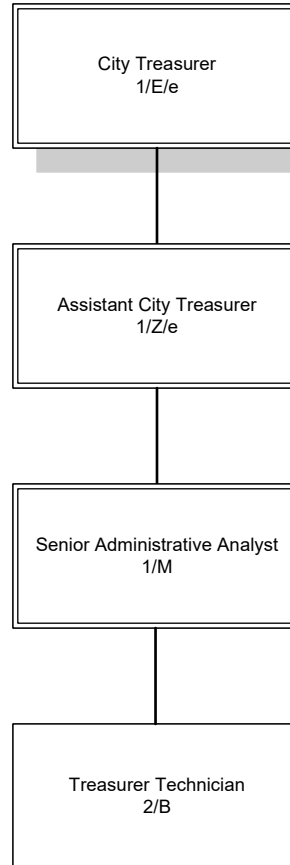 City Treasurer
1/E/e
Assistant City Treasurer
1/Z/e
Senior Administrative Analyst
1/M
Treasurer Technician
2/B